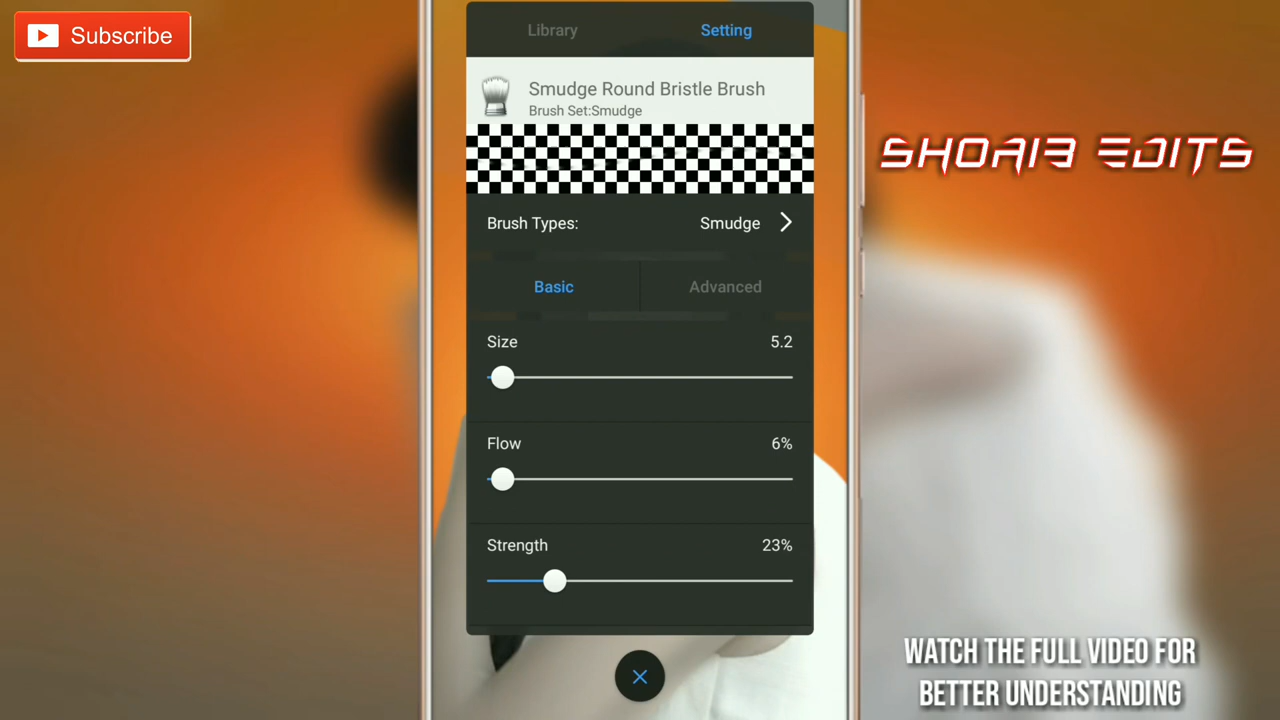 Subscribe
Library Setting
Smudge Round Bristle Brush
Brush Set:Smudge
SHOAIB EDITS
Brush Types: Smudge
Basic Advanced
Size 5.2
Flow 6%
Strength 23%
WATCH THE FULL VIDEO FOR
BETTER UNDERSTANDING